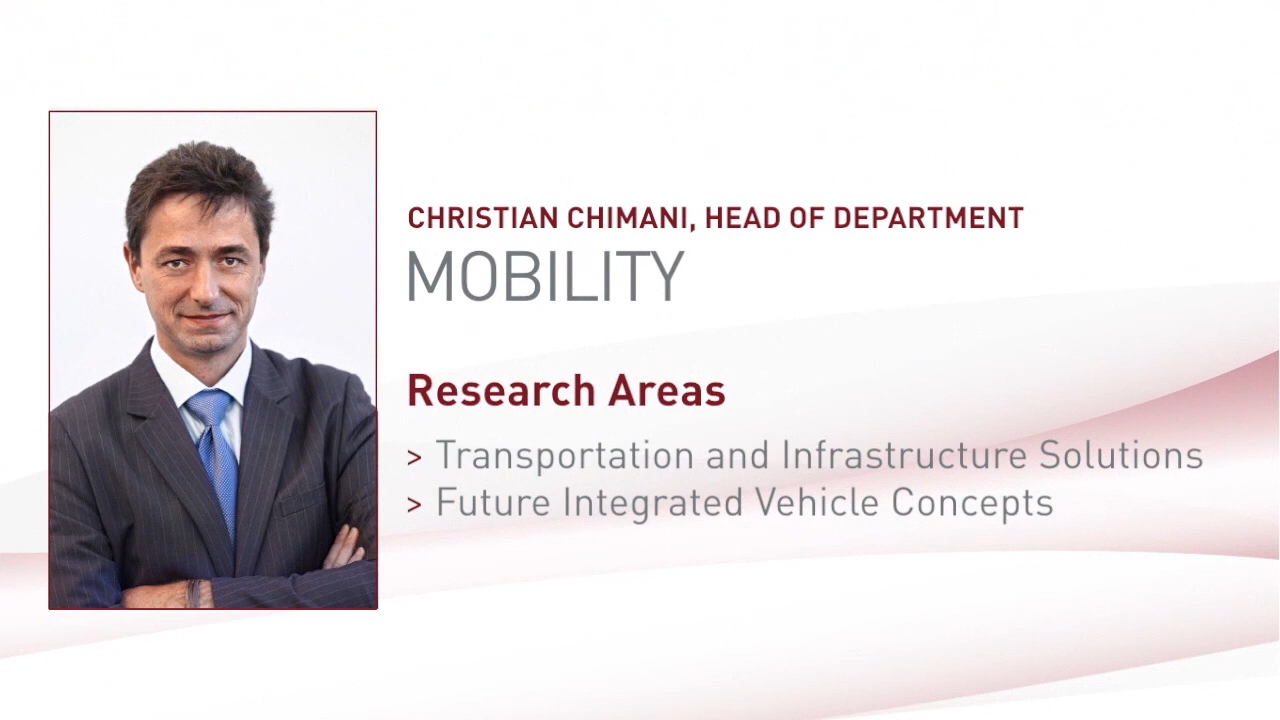 CHRISTIAN CHIMANI, HEAD OF DEPARTMENT
MOBILITY
Research Areas
> Transportation and Infrastructure Solutions
> Future Integrated Vehicle Concepts